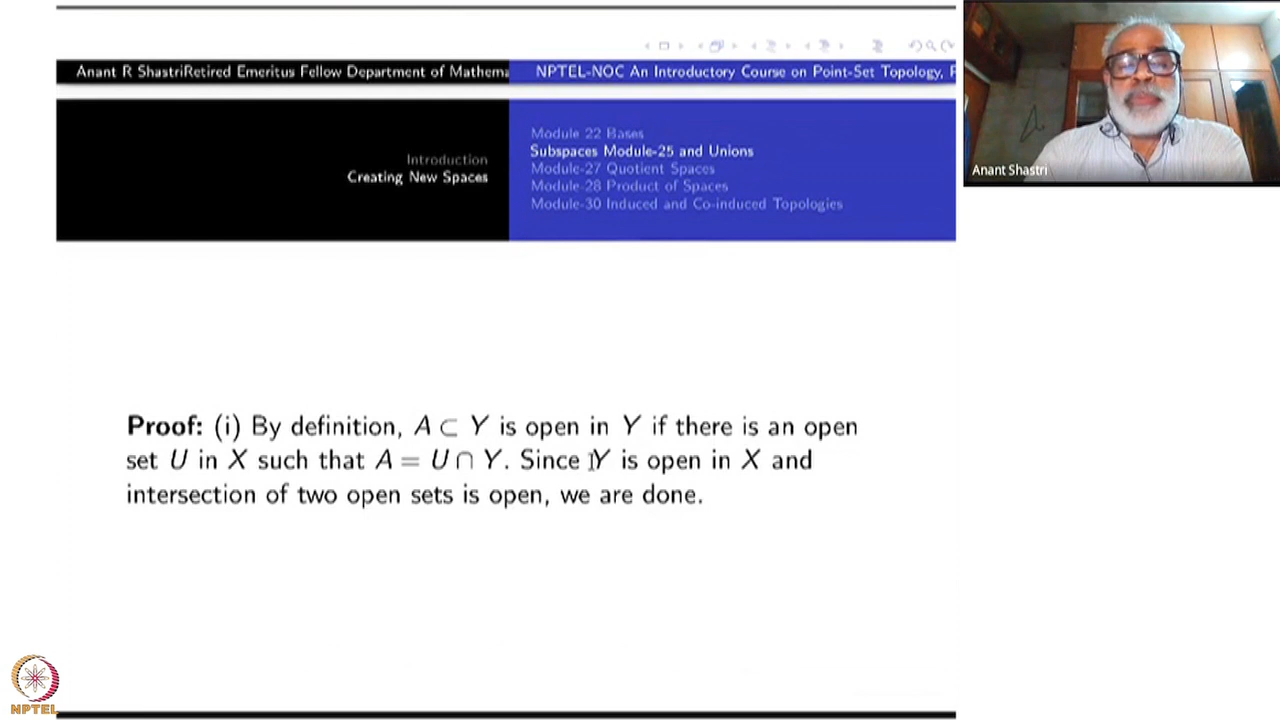 Anant R ShastriRetired Emeritus Fellow Department of Mathema
NPTEL-NOC An Introductory Course on Point-Set Topology, P
Introduction
Creating New Spaces
Module 22 Bases
Subspaces Module-25 and Unions
Module-27 Quotient Spaces
Module-28 Product of Spaces
Module-30 Induced and Co-induced Topologies
Anant Shastri
Proof: (i) By definition, A ⊂ Y is open in Y if there is an open
set U in X such that A = U ∩ Y. Since Y is open in X and
intersection of two open sets is open, we are done.
NPTEL